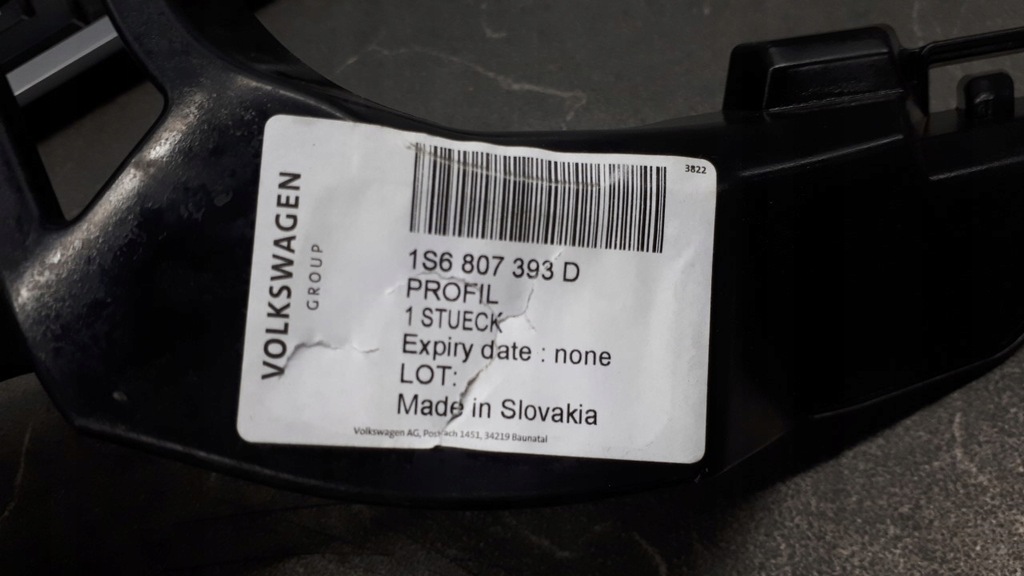 VOLKSWAGEN
GROUP
3822
1S6 807 393 D
PROFIL
1 STUECK
Expiry date : none
LOT:
Made in Slovakia
Volkswagen AG, Postfach 1451, 34219 Baunatal